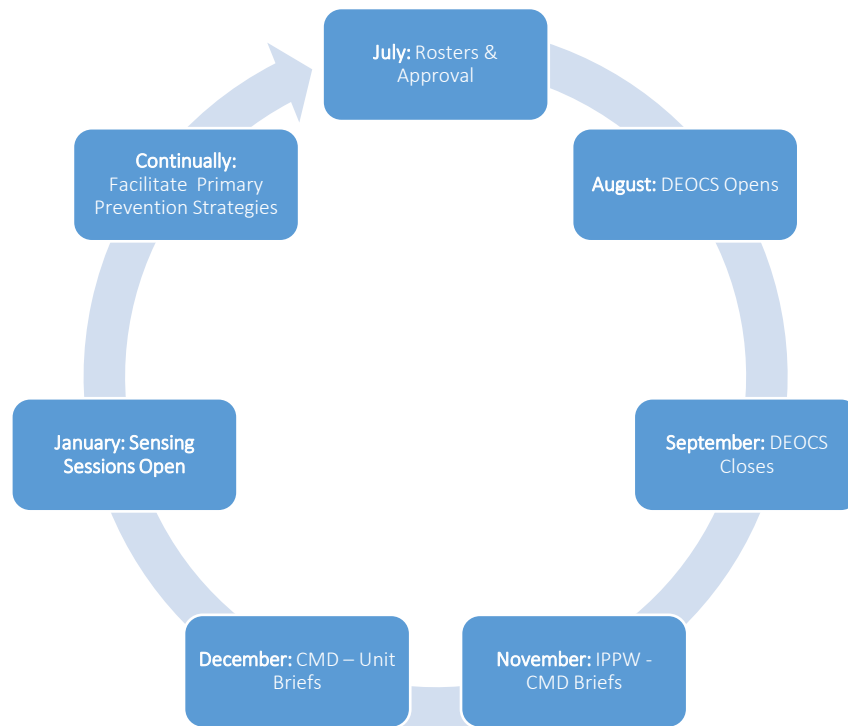 July: Rosters &
Approval
August: DEOCS Opens
September: DEOCS
Closes
November: IPPW -
CMD Briefs
December: CMD – Unit
Briefs
January: Sensing
Sessions Open
Continually:
Facilitate Primary
Prevention Strategies